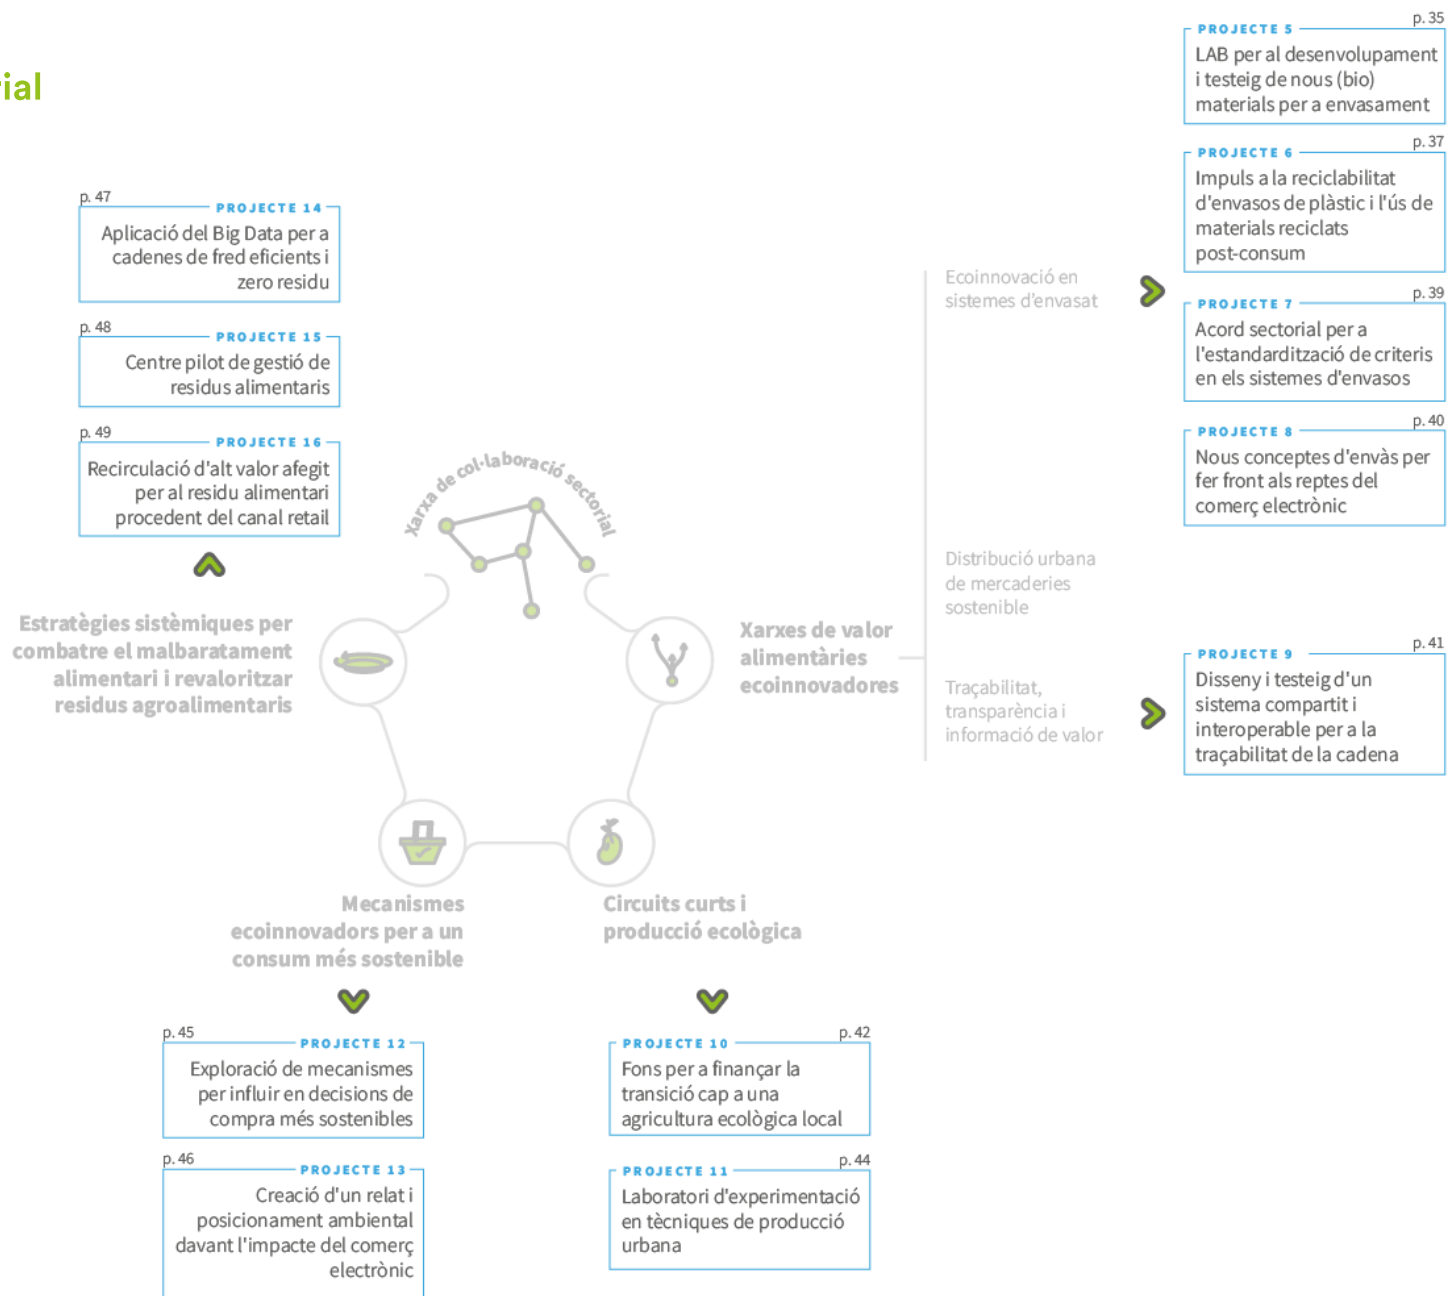 rial
p. 35
PROJECTE 5
LAB per al desenvolupament
i testeig de nous (bio)
materials per a envasament
p. 37
PROJECTE 6
Impuls a la reciclabilitat
d'envasos de plàstic i l'ús de
materials reciclats
post-consum
p. 39
PROJECTE 7
Acord sectorial per a
l'estandardització de criteris
en els sistemes d'envasos
p. 40
PROJECTE 8
Nous conceptes d'envàs per
fer front als reptes del
comerç electrònic
Ecoinnovació en
sistemes d'envasat
Distribució urbana
de mercaderies
sostenible
Traçabilitat,
transparència i
informació de valor
p. 41
PROJECTE 9
Disseny i testeig d'un
sistema compartit i
interoperable per a la
traçabilitat de la cadena
p. 47
PROJECTE 14
Aplicació del Big Data per a
cadenes de fred eficients i
zero residu
p. 48
PROJECTE 15
Centre pilot de gestió de
residus alimentaris
p. 49
PROJECTE 16
Recirculació d'alt valor afegit
per al residu alimentari
procedent del canal retail
Xarxa de col·laboració sectorial
Estratègies sistèmiques per
combatre el malbaratament
alimentari i revaloritzar
residus agroalimentaris
Xarxes de valor
alimentàries
ecoinnovadores
Mecanismes
ecoinnovadors per a un
consum més sostenible
Circuits curts i
producció ecològica
p. 45
PROJECTE 12
Exploració de mecanismes
per influir en decisions de
compra més sostenibles
p. 46
PROJECTE 13
Creació d'un relat i
posicionament ambiental
davant l'impacte del comerç
electrònic
p. 42
PROJECTE 10
Fons per a finançar la
transició cap a una
agricultura ecològica local
p. 44
PROJECTE 11
Laboratori d'experimentació
en tècniques de producció
urbana